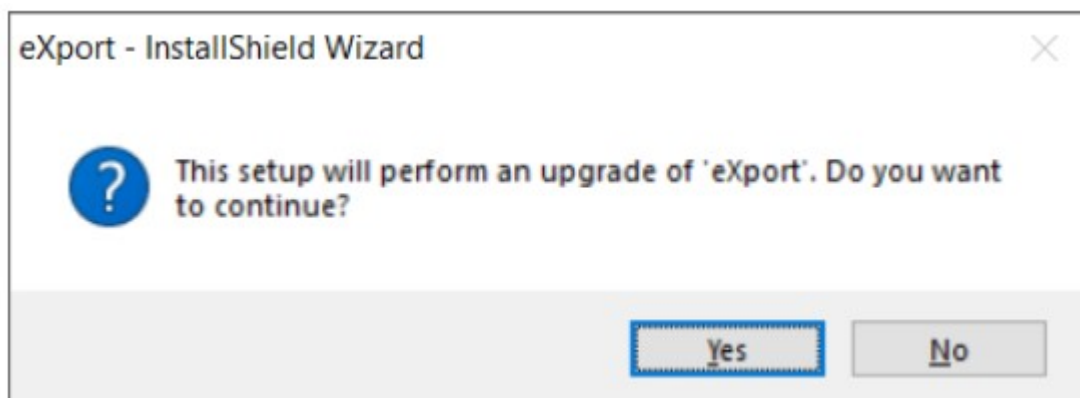 eXport - InstallShield Wizard
This setup will perform an upgrade of 'eXport'. Do you want
to continue?
Yes
No